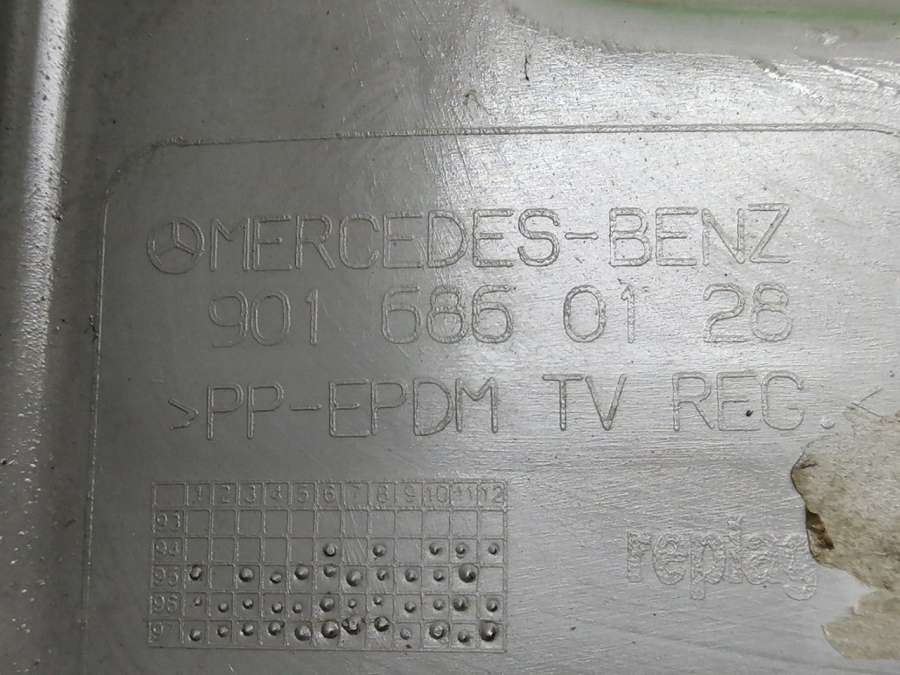 MERCEDES-BENZ
901 686 01 28
>PP-EPDM TV REC.<
1 2 3 4 5 6 7 8 9 10 11 12
93
94
95
96
97
replag